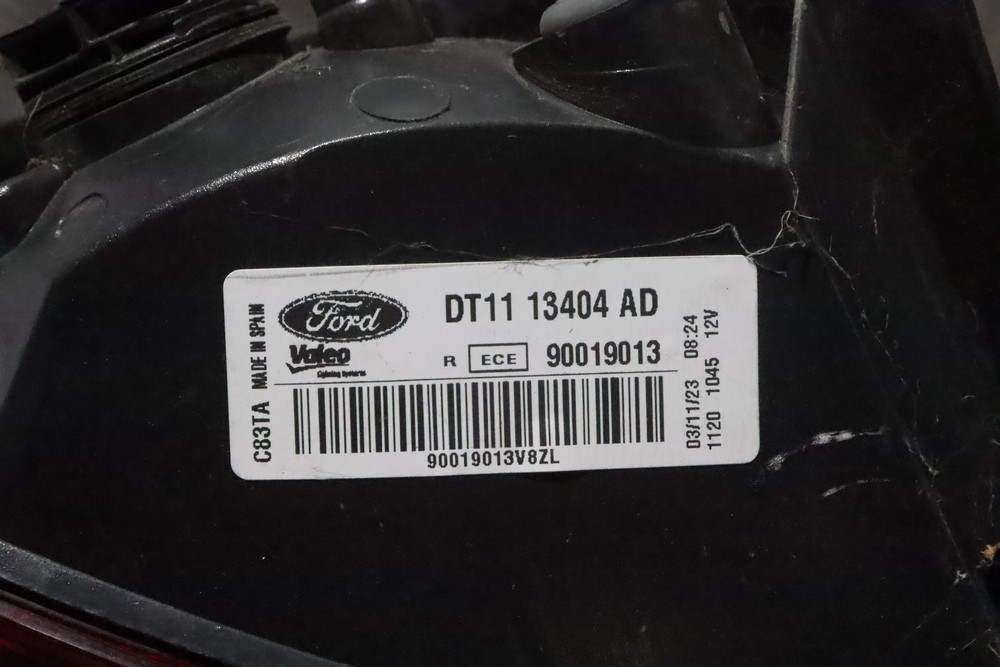 Ford
DT11 13404 AD
Valeo
Lighting Systems
R ECE 90019013
90019013V8ZL
C83TA MADE IN SPAIN
03/11/23 08:24
1120 1045 12V